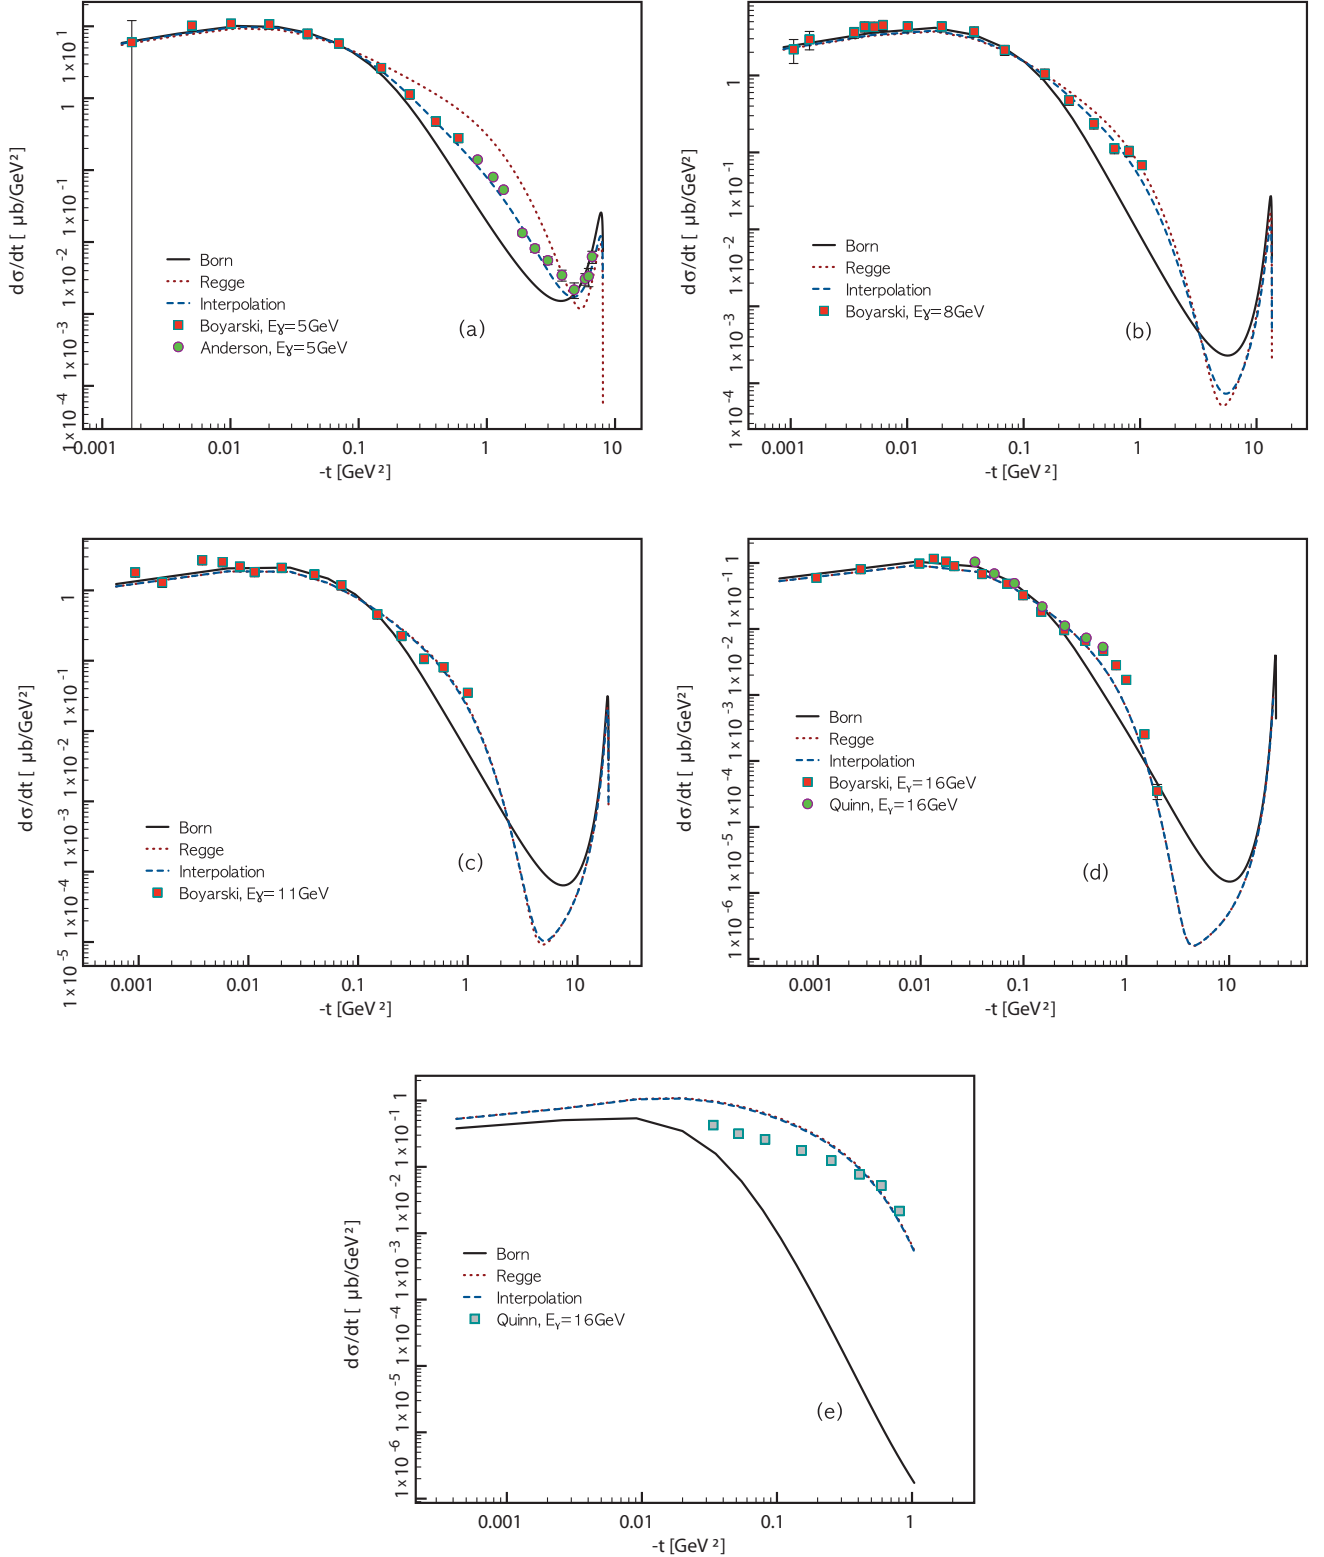 dσ/dt [ μb/GeV²]
1×10¹
1
1×10⁻¹
1×10⁻²
1×10⁻³
1×10⁻⁴
Born
Regge
Interpolation
Boyarski, Eɣ=5GeV
Anderson, Eɣ=5GeV
(a)
0.001 0.01 0.1 1 10
-t [GeV²]
dσ/dt [ μb/GeV²]
1
1×10⁻¹
1×10⁻²
1×10⁻³
1×10⁻⁴
Born
Regge
Interpolation
Boyarski, Eɣ=8GeV
(b)
0.001 0.01 0.1 1 10
-t [GeV²]
dσ/dt [ μb/GeV²]
1
1×10⁻¹
1×10⁻²
1×10⁻³
1×10⁻⁴
1×10⁻⁵
Born
Regge
Interpolation
Boyarski, Eɣ=11GeV
(c)
0.001 0.01 0.1 1 10
-t [GeV²]
dσ/dt [ μb/GeV²]
1
1×10⁻¹
1×10⁻²
1×10⁻³
1×10⁻⁴
1×10⁻⁵
1×10⁻⁶
Born
Regge
Interpolation
Boyarski, Eᵧ=16GeV
Quinn, Eᵧ=16GeV
(d)
0.001 0.01 0.1 1 10
-t [GeV²]
dσ/dt [ μb/GeV²]
1
1×10⁻¹
1×10⁻²
1×10⁻³
1×10⁻⁴
1×10⁻⁵
1×10⁻⁶
Born
Regge
Interpolation
Quinn, Eᵧ=16GeV
(e)
0.001 0.01 0.1 1
-t [GeV²]